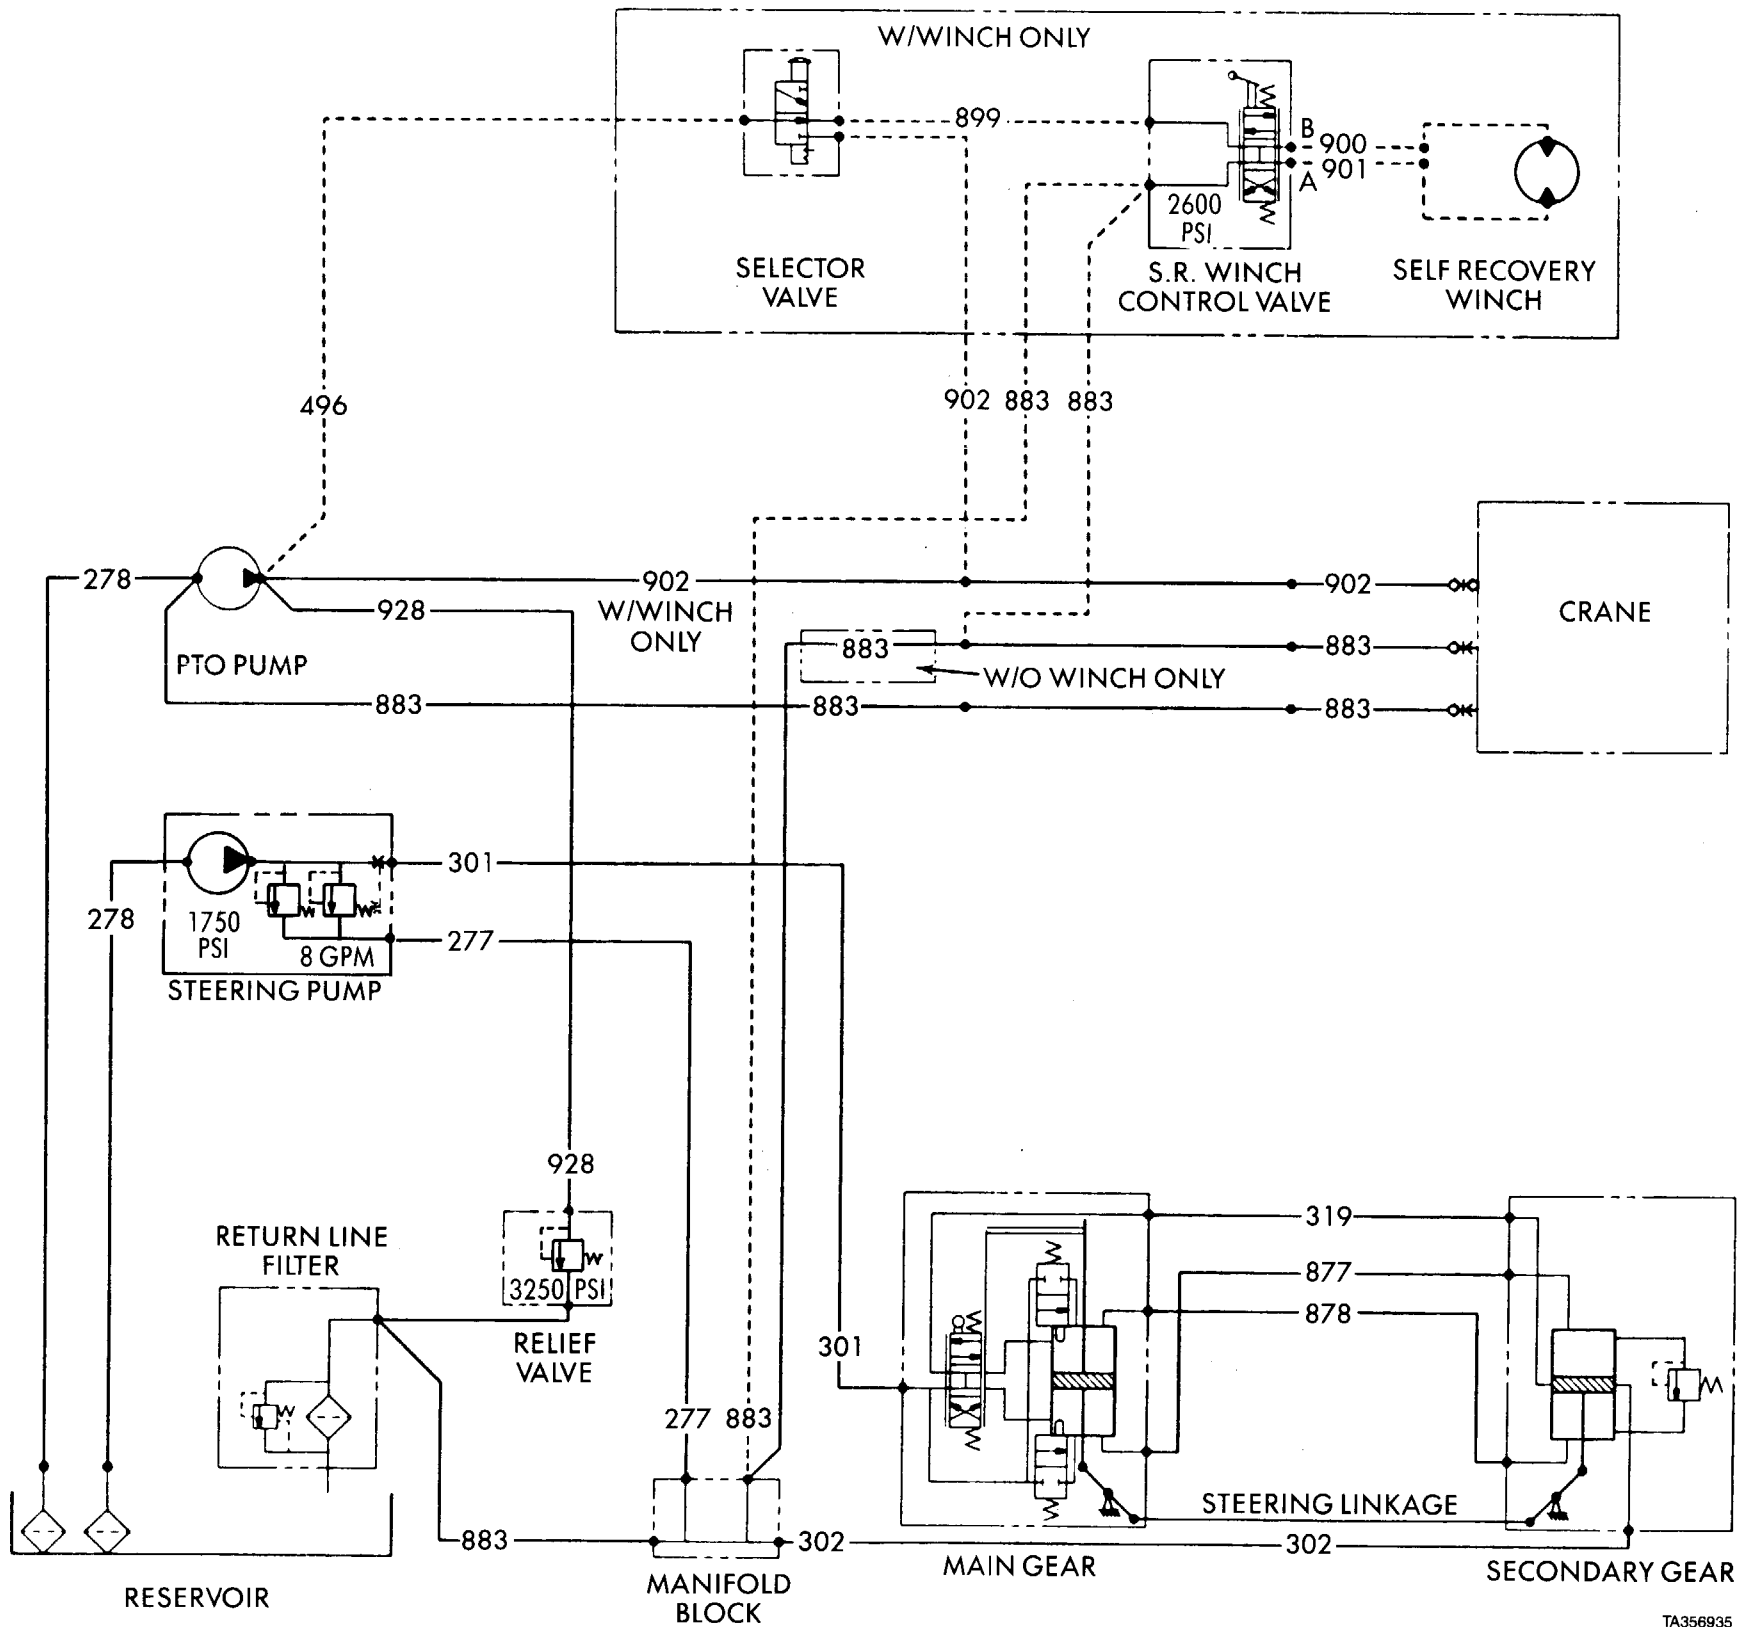 W/WINCH ONLY
899
B
900
901
A
2600
PSI
SELECTOR
VALVE
S.R. WINCH
CONTROL VALVE
SELF RECOVERY
WINCH
496
902
883
883
278
902
W/WINCH
ONLY
902
CRANE
928
PTO PUMP
883
883
W/O WINCH ONLY
883
883
883
301
278
1750
PSI
8 GPM
277
STEERING PUMP
928
RETURN LINE
FILTER
3250 PSI
RELIEF
VALVE
319
877
878
301
277
883
STEERING LINKAGE
883
302
302
MAIN GEAR
SECONDARY GEAR
MANIFOLD
BLOCK
RESERVOIR
TA356935